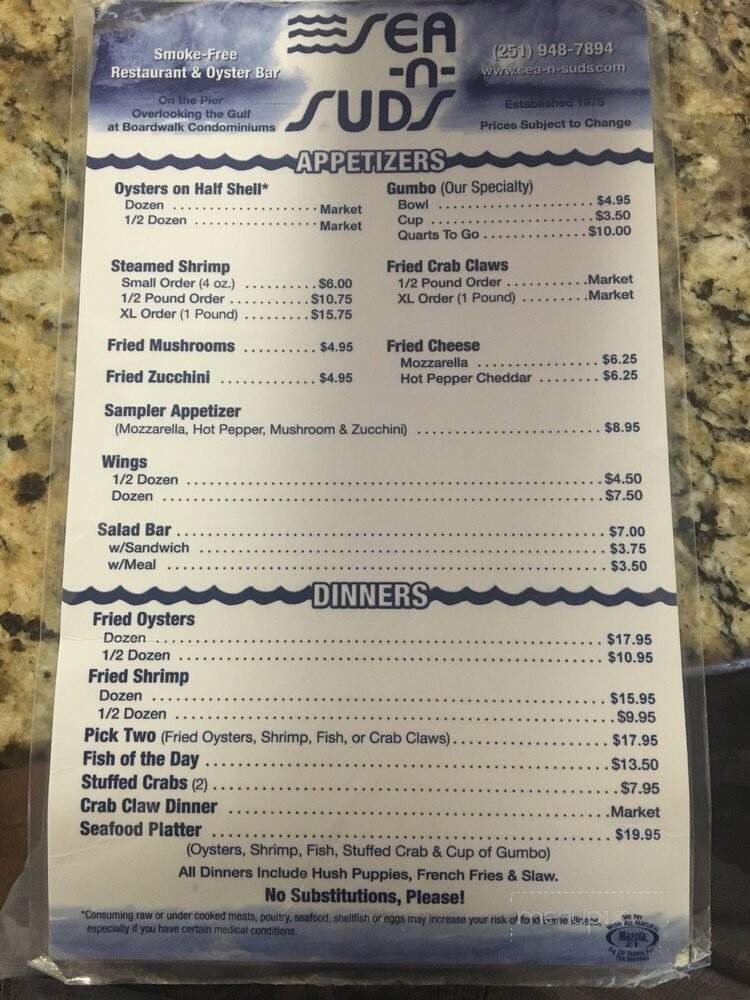 Smoke-Free
Restaurant & Oyster Bar
On the Pier
Overlooking the Gulf
at Boardwalk Condominiums
SEA
-n-
SUDS
(251) 948-7894
www.sea-n-suds.com
Established 1975
Prices Subject to Change
APPETIZERS
Oysters on Half Shell*
Dozen .................... Market
1/2 Dozen .................... Market
Gumbo (Our Specialty)
Bowl .................... $4.95
Cup .................... $3.50
Quarts To Go .............. $10.00
Steamed Shrimp
Small Order (4 oz.) .......... $6.00
1/2 Pound Order .......... $10.75
XL Order (1 Pound) ......... $15.75
Fried Crab Claws
1/2 Pound Order ........... Market
XL Order (1 Pound) ......... Market
Fried Mushrooms .......... $4.95
Fried Zucchini ............. $4.95
Fried Cheese
Mozzarella .............. $6.25
Hot Pepper Cheddar ........ $6.25
Sampler Appetizer
(Mozzarella, Hot Pepper, Mushroom & Zucchini) .................... $8.95
Wings
1/2 Dozen .................... $4.50
Dozen .................... $7.50
Salad Bar .................... $7.00
w/Sandwich .................... $3.75
w/Meal .................... $3.50
DINNERS
Fried Oysters
Dozen .................... $17.95
1/2 Dozen .................... $10.95
Fried Shrimp
Dozen .................... $15.95
1/2 Dozen .................... $9.95
Pick Two (Fried Oysters, Shrimp, Fish, or Crab Claws) .................... $17.95
Fish of the Day .................... $13.50
Stuffed Crabs (2) .................... $7.95
Crab Claw Dinner .................... Market
Seafood Platter .................... $19.95
(Oysters, Shrimp, Fish, Stuffed Crab & Cup of Gumbo)
All Dinners Include Hush Puppies, French Fries & Slaw.
No Substitutions, Please!
*Consuming raw or under cooked meats, poultry, seafood, shellfish or eggs may increase your risk of food borne illness,
especially if you have certain medical conditions.
We Fry
With All Natural
Mazola
ZT